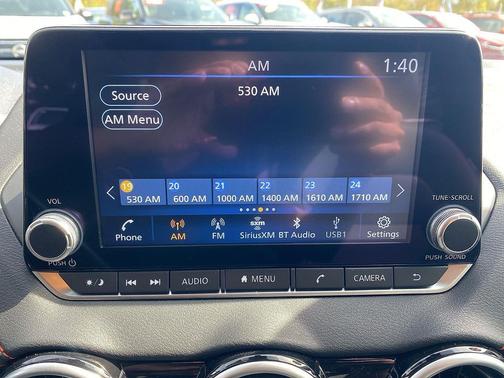 AM
1:40
Source
530 AM
AM Menu
19 20 21 22 23 24
530 AM 600 AM 1000 AM 1400 AM 1610 AM 1710 AM
VOL
TUNE·SCROLL
sxm
Phone AM FM SiriusXM BT Audio USB1 Settings
PUSH
PUSH SOUND
AUDIO MENU CAMERA